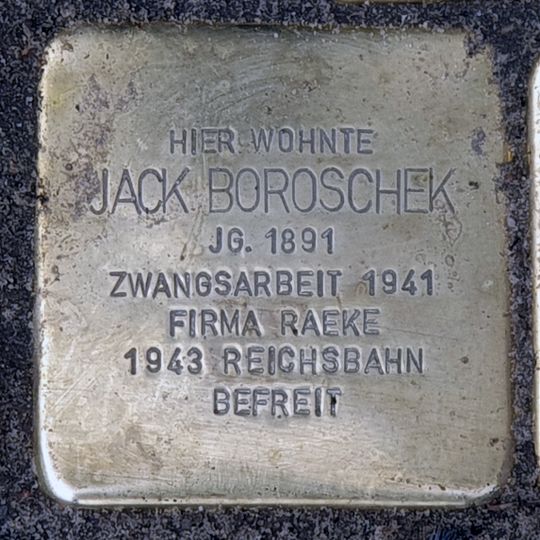 HIER WOHNTE
JACK BOROSCHEK
JG. 1891
ZWANGSARBEIT 1941
FIRMA RAEKE
1943 REICHSBAHN
BEFREIT